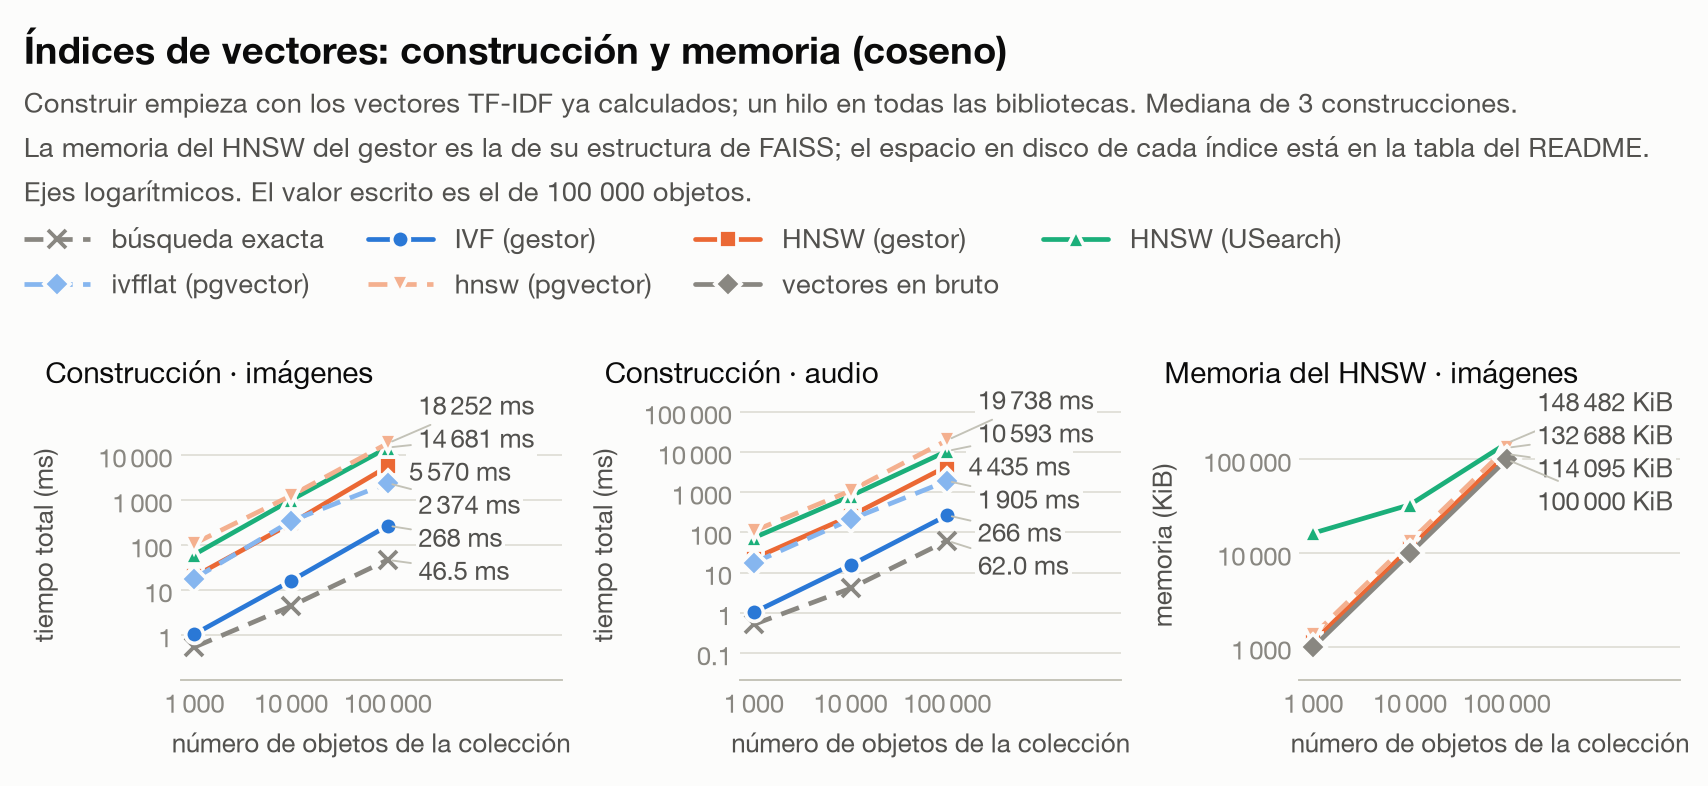 Índices de vectores: construcción y memoria (coseno)
Construir empieza con los vectores TF-IDF ya calculados; un hilo en todas las bibliotecas. Mediana de 3 construcciones.
La memoria del HNSW del gestor es la de su estructura de FAISS; el espacio en disco de cada índice está en la tabla del README.
Ejes logarítmicos. El valor escrito es el de 100 000 objetos.
búsqueda exacta IVF (gestor) HNSW (gestor) HNSW (USearch)
ivfflat (pgvector) hnsw (pgvector) vectores en bruto
Construcción · imágenes
18 252 ms
14 681 ms
5 570 ms
2 374 ms
268 ms
46.5 ms
10 000
1 000
100
10
1
tiempo total (ms)
1 000 10 000 100 000
número de objetos de la colección
Construcción · audio
19 738 ms
10 593 ms
4 435 ms
1 905 ms
266 ms
62.0 ms
100 000
10 000
1 000
100
10
1
0.1
tiempo total (ms)
1 000 10 000 100 000
número de objetos de la colección
Memoria del HNSW · imágenes
148 482 KiB
132 688 KiB
114 095 KiB
100 000 KiB
100 000
10 000
1 000
memoria (KiB)
1 000 10 000 100 000
número de objetos de la colección